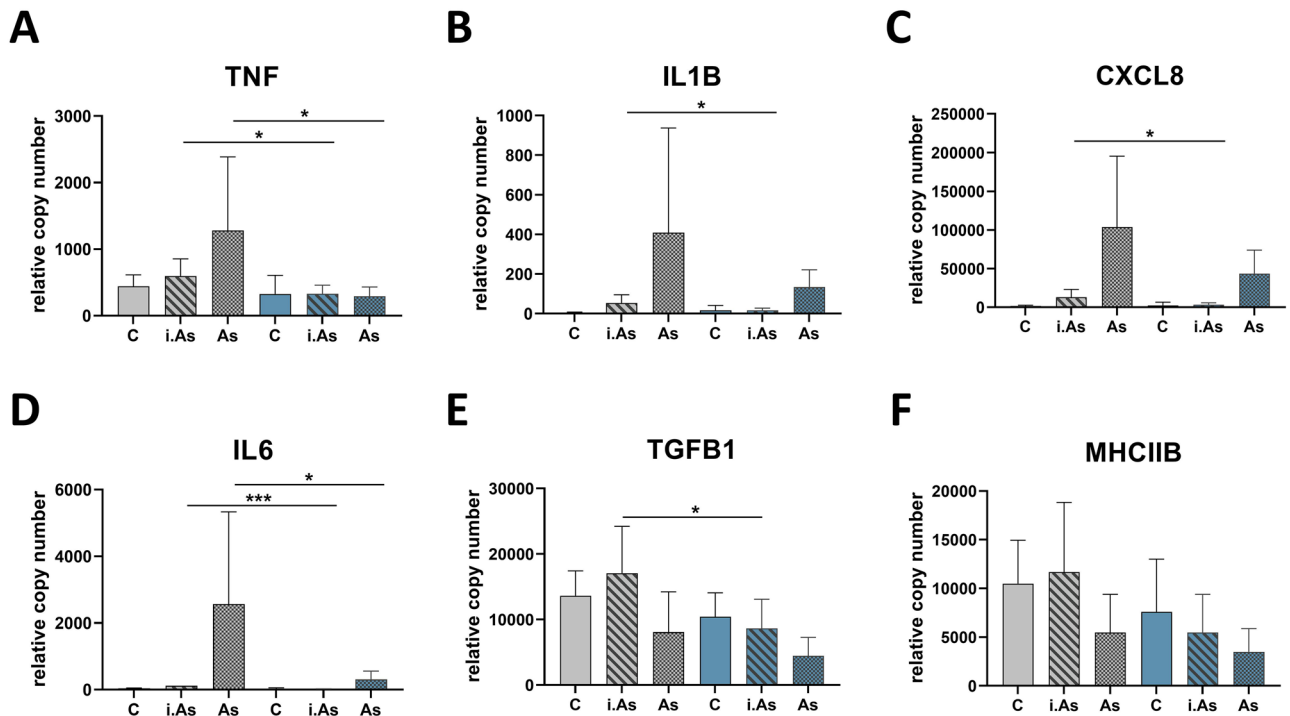 A
TNF
relative copy number
3000
2000
1000
0
*
*
C i.As As C i.As As
B
IL1B
relative copy number
1000
800
600
400
200
0
*
C i.As As C i.As As
C
CXCL8
relative copy number
250000
200000
150000
100000
50000
0
*
C i.As As C i.As As
D
IL6
relative copy number
6000
4000
2000
0
*
***
C i.As As C i.As As
E
TGFB1
relative copy number
30000
20000
10000
0
*
C i.As As C i.As As
F
MHCIIB
relative copy number
20000
15000
10000
5000
0
C i.As As C i.As As